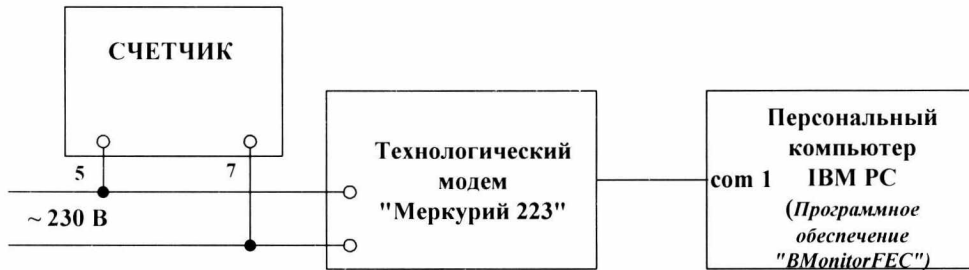 СЧЕТЧИК
5
7
~ 230 В
Технологический
модем
"Меркурий 223"
com 1
Персональный
компьютер
IBM PC
(Программное
обеспечение
"BMonitorFEC")